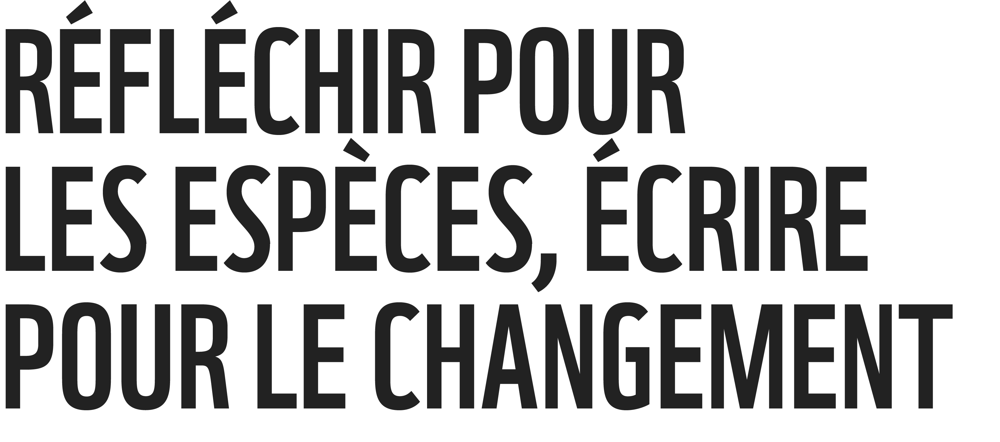 RÉFLÉCHIR POUR
LES ESPÈCES, ÉCRIRE
POUR LE CHANGEMENT